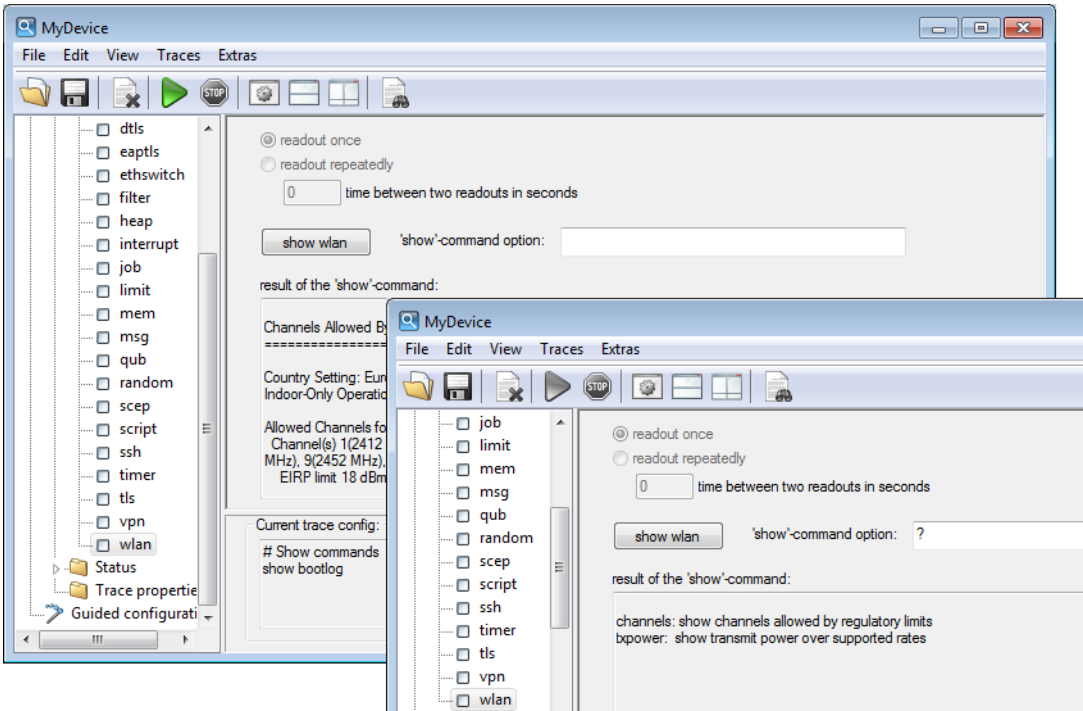 MyDevice
File Edit View Traces Extras
STOP
dtls
eaptls
ethswitch
filter
heap
interrupt
job
limit
mem
msg
qub
random
scep
script
ssh
timer
tls
vpn
wlan
Status
Trace propertie
Guided configurati
readout once
readout repeatedly
0 time between two readouts in seconds
show wlan 'show'-command option:
result of the 'show'-command:
Channels Allowed By
==================
Country Setting: Eur
Indoor-Only Operatio
Allowed Channels fo
Channel(s) 1(2412
MHz), 9(2452 MHz),
EIRP limit 18 dBm
Current trace config:
# Show commands
show bootlog
MyDevice
File Edit View Traces Extras
STOP
job
limit
mem
msg
qub
random
scep
script
ssh
timer
tls
vpn
wlan
readout once
readout repeatedly
0 time between two readouts in seconds
show wlan 'show'-command option: ?
result of the 'show'-command:
channels: show channels allowed by regulatory limits
txpower: show transmit power over supported rates